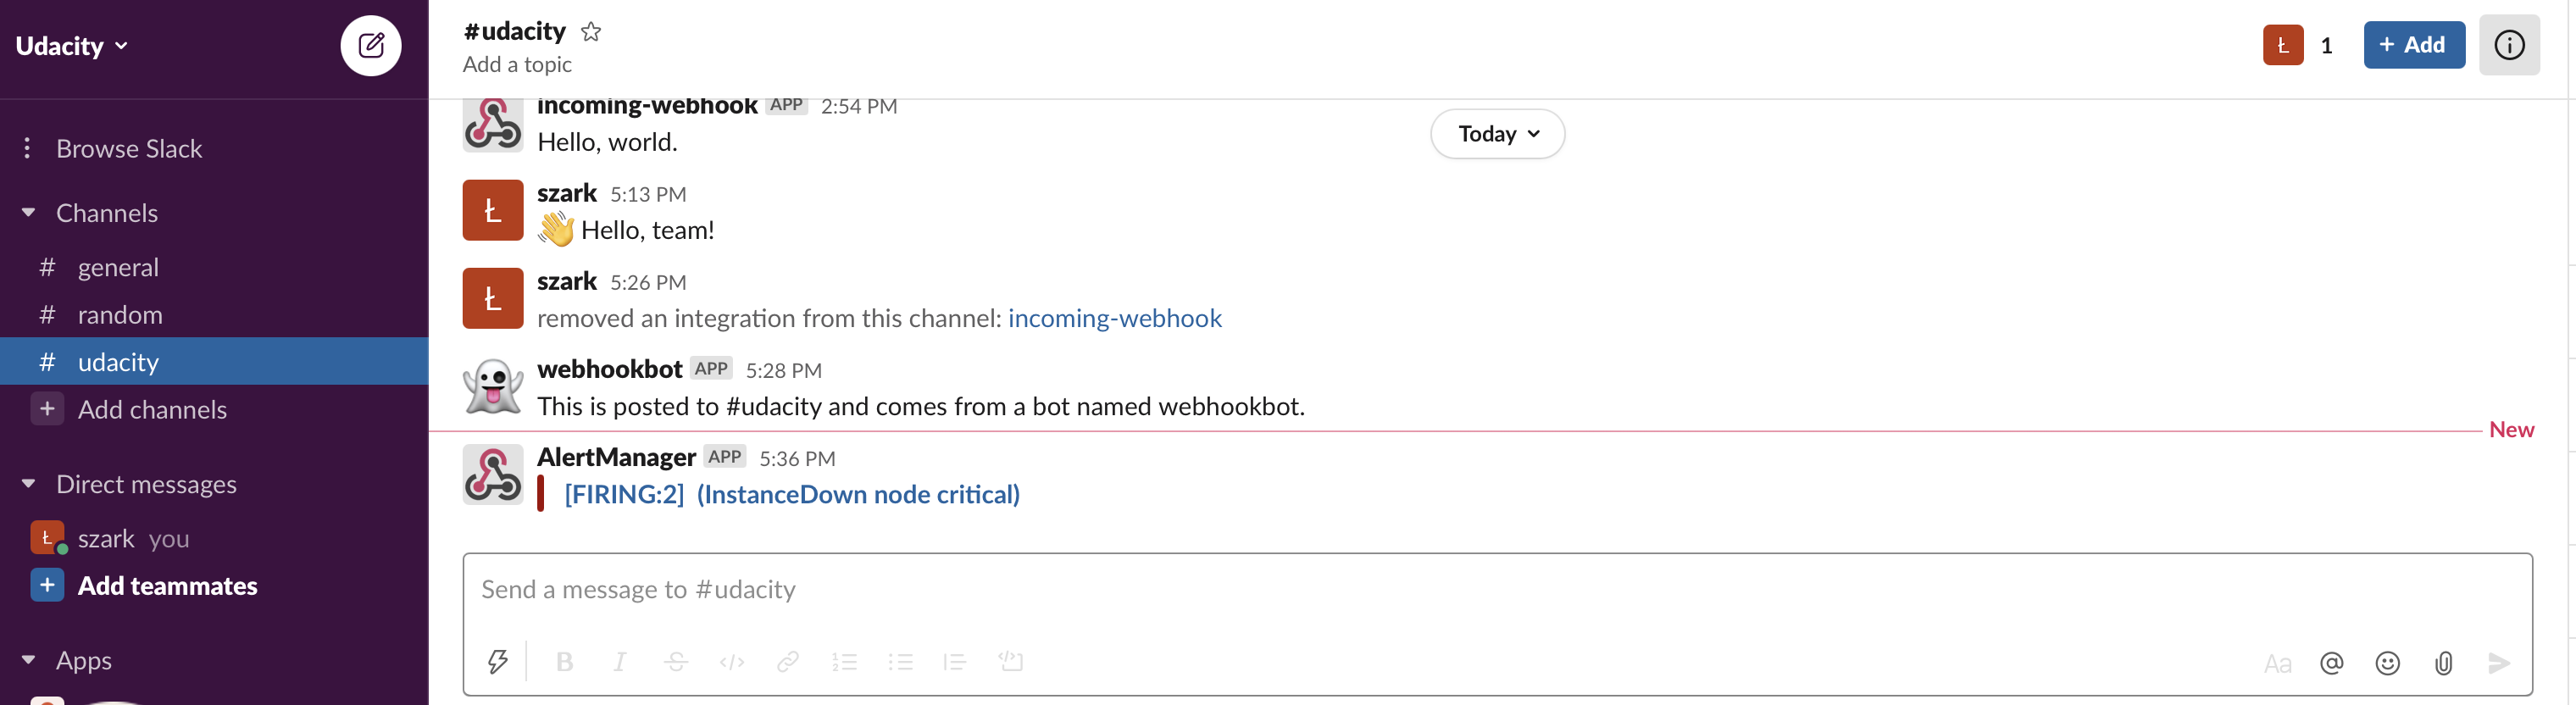 Udacity
Browse Slack
Channels
# general
# random
# udacity
+ Add channels
Direct messages
Ł szark you
+ Add teammates
Apps
#udacity
Add a topic
Ł 1
+ Add
incoming-webhook APP 2:54 PM
Hello, world.
Today
Ł
szark 5:13 PM
Hello, team!
Ł
szark 5:26 PM
removed an integration from this channel: incoming-webhook
webhookbot APP 5:28 PM
This is posted to #udacity and comes from a bot named webhookbot.
New
AlertManager APP 5:36 PM
[FIRING:2] (InstanceDown node critical)
Send a message to #udacity
B I S </> Aa @